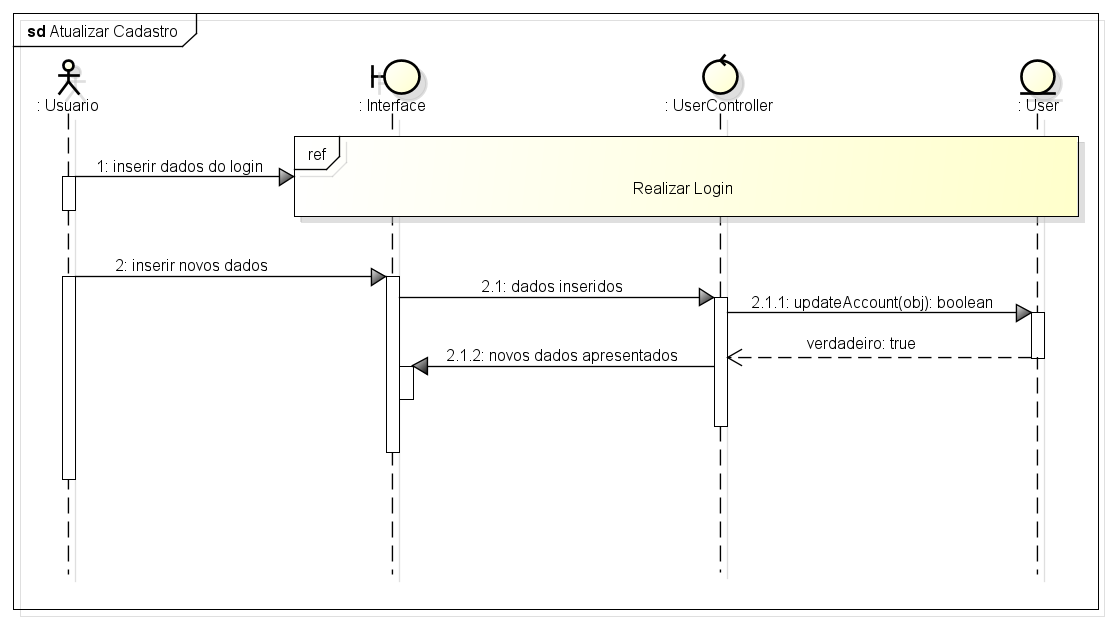 sd Atualizar Cadastro
: Usuario
: Interface
: UserController
: User
ref
1: inserir dados do login
Realizar Login
2: inserir novos dados
2.1: dados inseridos
2.1.1: updateAccount(obj): boolean
verdadeiro: true
2.1.2: novos dados apresentados